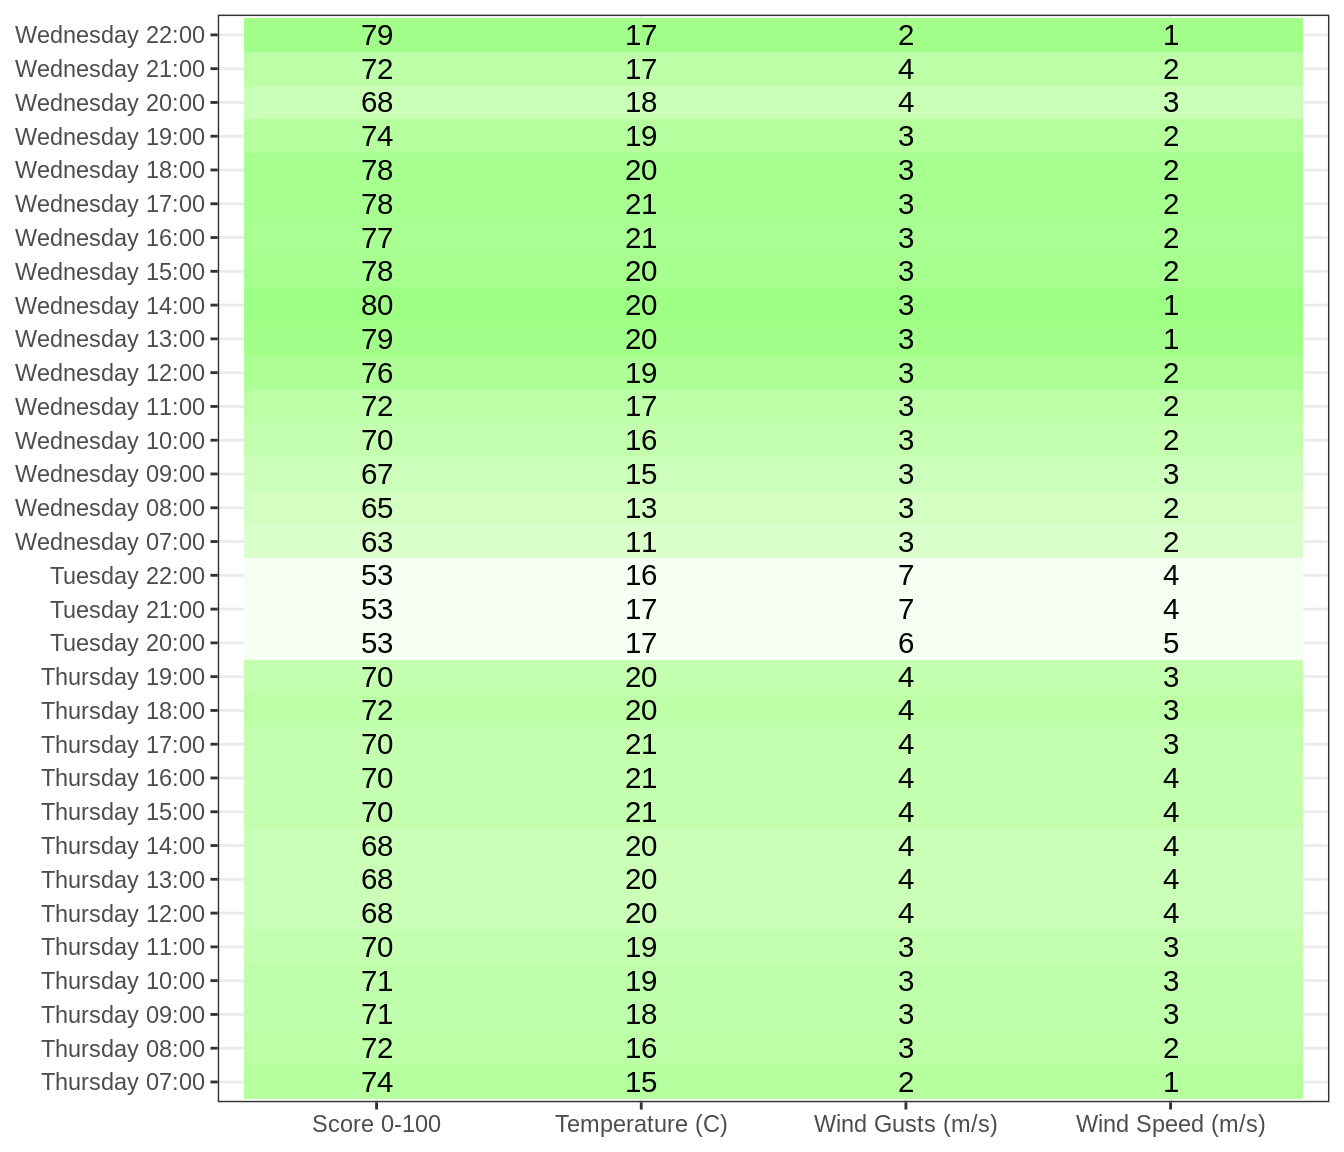 Wednesday 22:00 79 17 2 1
Wednesday 21:00 72 17 4 2
Wednesday 20:00 68 18 4 3
Wednesday 19:00 74 19 3 2
Wednesday 18:00 78 20 3 2
Wednesday 17:00 78 21 3 2
Wednesday 16:00 77 21 3 2
Wednesday 15:00 78 20 3 2
Wednesday 14:00 80 20 3 1
Wednesday 13:00 79 20 3 1
Wednesday 12:00 76 19 3 2
Wednesday 11:00 72 17 3 2
Wednesday 10:00 70 16 3 2
Wednesday 09:00 67 15 3 3
Wednesday 08:00 65 13 3 2
Wednesday 07:00 63 11 3 2
Tuesday 22:00 53 16 7 4
Tuesday 21:00 53 17 7 4
Tuesday 20:00 53 17 6 5
Thursday 19:00 70 20 4 3
Thursday 18:00 72 20 4 3
Thursday 17:00 70 21 4 3
Thursday 16:00 70 21 4 4
Thursday 15:00 70 21 4 4
Thursday 14:00 68 20 4 4
Thursday 13:00 68 20 4 4
Thursday 12:00 68 20 4 4
Thursday 11:00 70 19 3 3
Thursday 10:00 71 19 3 3
Thursday 09:00 71 18 3 3
Thursday 08:00 72 16 3 2
Thursday 07:00 74 15 2 1
Score 0-100 Temperature (C) Wind Gusts (m/s) Wind Speed (m/s)